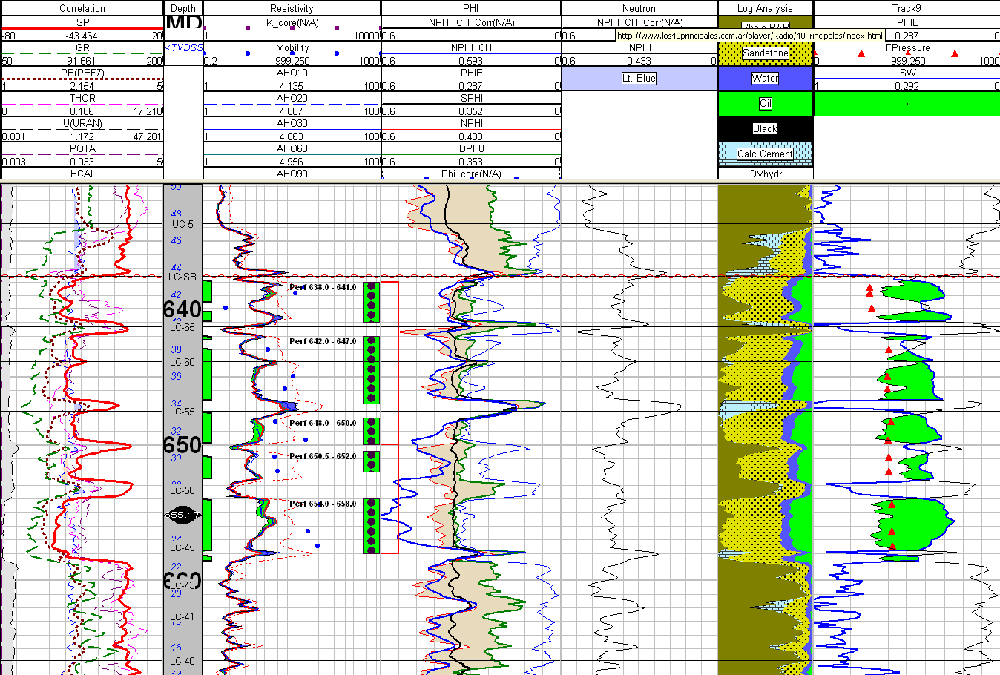 Correlation Depth Resistivity PHI Neutron Log Analysis Track9
SP MD K_core(N/A) NPHI_CH_Corr(N/A) NPHI_CH_Corr(N/A) Shale_BAR PHIE
-80 -43.464 20 1 10000 0.6 0 0.6 http://www.los40principales.com.ar/player/Radio/40Principales/index.html 0.287 0
GR <TVDSS Mobility NPHI_CH NPHI Sandstone FPressure
50 91.661 200 0.2 -999.250 10000 0.6 0.593 0 0.6 0.433 0 -999.250 1000
PE(PEFZ) AHO10 PHIE Lt. Blue Water SW
1 2.154 5 1 4.135 100 0.6 0.287 0 1 0.292 0
THOR AHO20 SPHI Oil
0 8.166 17.210 1 4.607 100 0.6 0.352 0
U(URAN) AHO30 NPHI Black
0.001 1.172 47.201 1 4.663 100 0.6 0.433 0
POTA AHO60 DPH8 Calc Cement
0.003 0.033 5 1 4.956 100 0.6 0.353 0
HCAL AHO90 Phi_core(N/A) DVhydr
50
48
UC-5
46
44
LC-SB
Perf 638.0 - 641.0
42
640
LC-65
Perf 642.0 - 647.0
38
LC-60
36
34
LC-55
Perf 648.0 - 650.0
32
650
Perf 650.5 - 652.0
30
LC-50
Perf 654.0 - 658.0
655.17
24
LC-45
22
660
LC-43
20
LC-41
16
LC-40
14